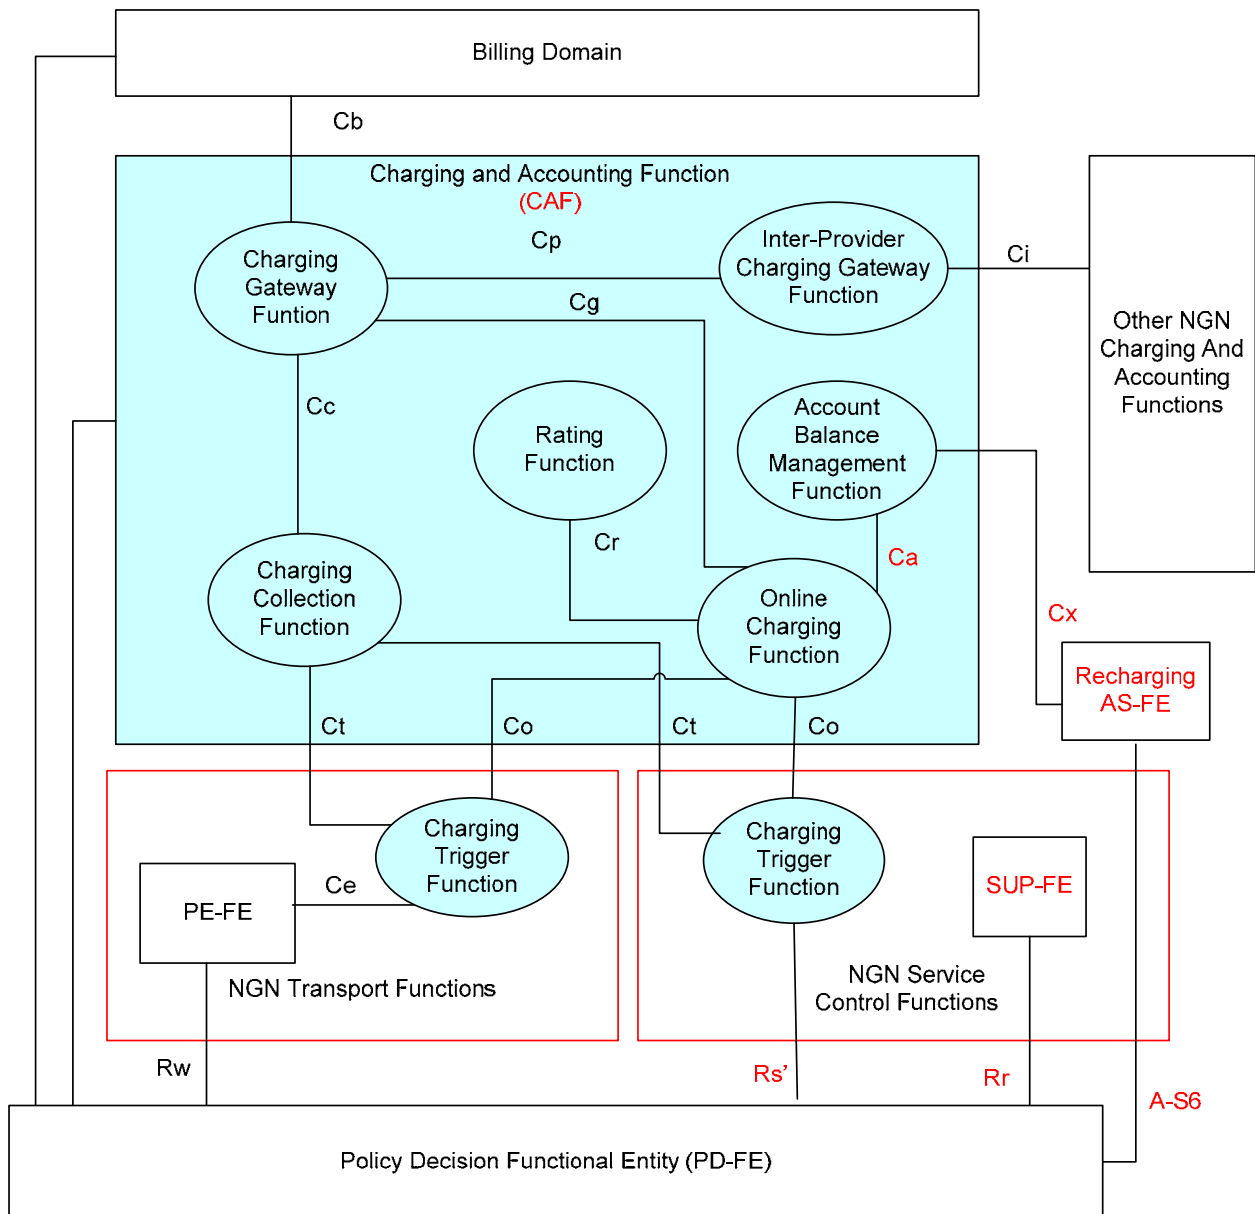 Billing Domain
Cb
Charging and Accounting Function
(CAF)
Cp
Inter-Provider
Charging Gateway
Function
Ci
Charging
Gateway
Funtion
Cg
Other NGN
Charging And
Accounting
Functions
Cc
Rating
Function
Account
Balance
Management
Function
Cr
Ca
Charging
Collection
Function
Online
Charging
Function
Cx
Recharging
AS-FE
Ct
Co
Ct
Co
Charging
Trigger
Function
Charging
Trigger
Function
Ce
PE-FE
SUP-FE
NGN Transport Functions
NGN Service
Control Functions
Rw
Rs’
Rr
A-S6
Policy Decision Functional Entity (PD-FE)